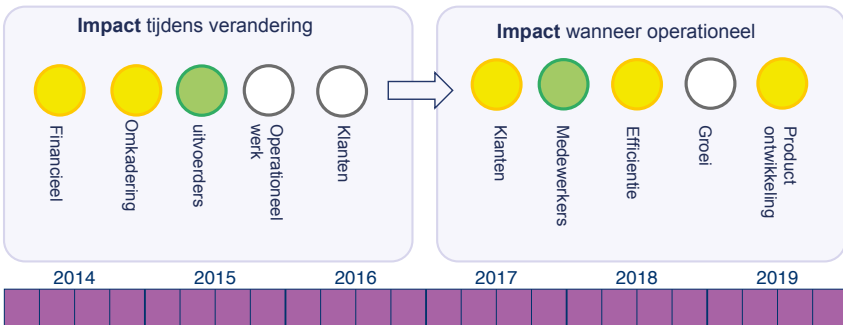 Impact tijdens verandering
Financieel
Omkadering
uitvoerders
Operationeel
werk
Klanten
Impact wanneer operationeel
Klanten
Medewerkers
Efficientie
Groei
Product
ontwikkeling
2014 2015 2016 2017 2018 2019